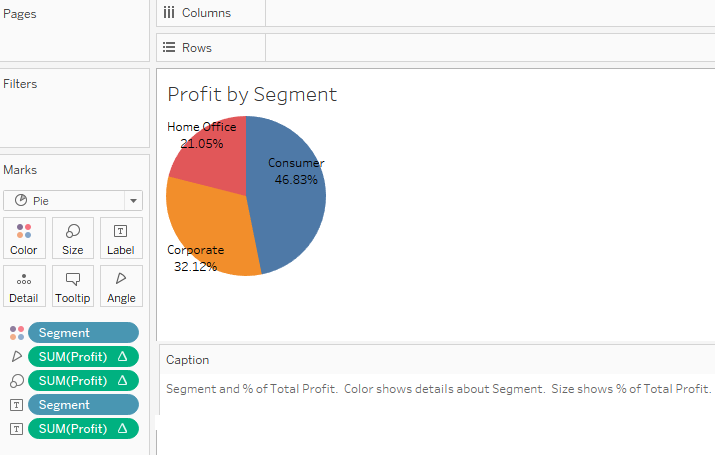 Pages
Columns
Rows
Filters
Marks
Pie
Color Size Label
Detail Tooltip Angle
Segment
SUM(Profit) Δ
SUM(Profit) Δ
Segment
SUM(Profit) Δ
Profit by Segment
Home Office
21.05%
Consumer
46.83%
Corporate
32.12%
Caption
Segment and % of Total Profit. Color shows details about Segment. Size shows % of Total Profit.